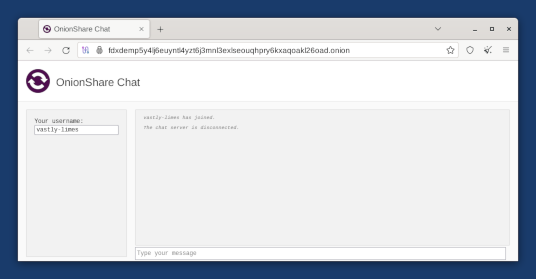 OnionShare Chat
fdxdemp5y4lj6euyntl4yzt6j3mnl3exlseouqhpry6kxaqoakl26oad.onion
OnionShare Chat
Your username:
vastly-limes
vastly-limes has joined.
The chat server is disconnected.
Type your message